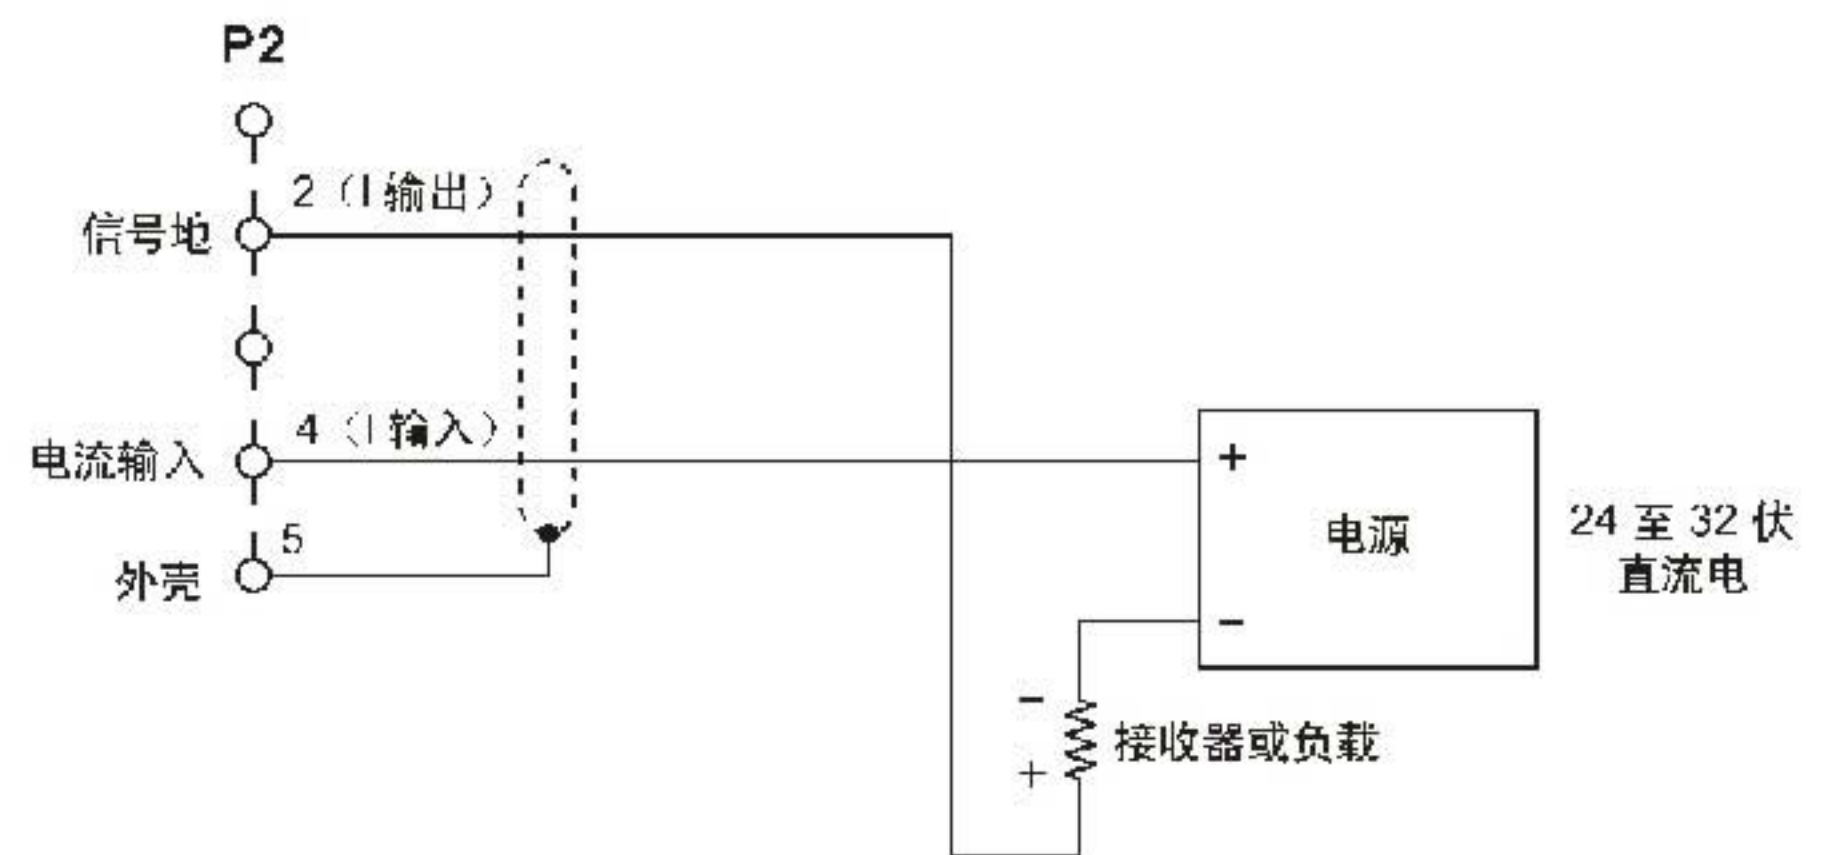 P2
2（I 输出）
信号地
4（I 输入）
电流输入
5
外壳
+
电源
-
24 至 32 伏
直流电
-
+
接收器或负载